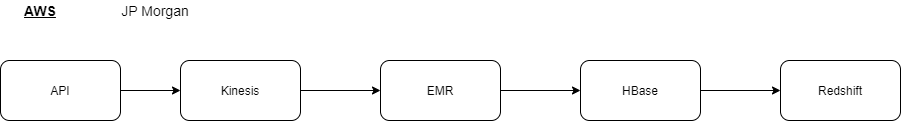 AWS JP Morgan
API Kinesis EMR HBase Redshift